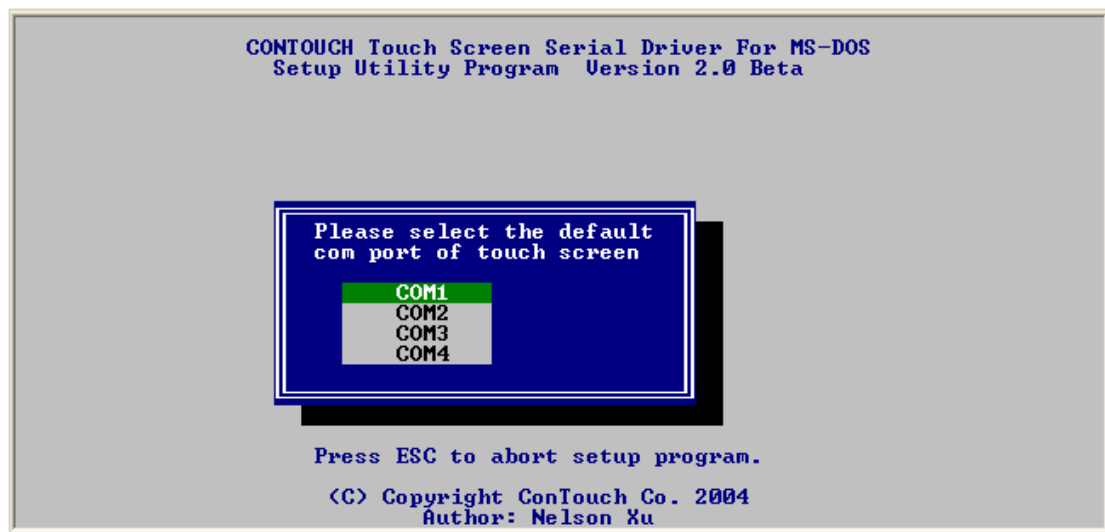 CONTOUCH Touch Screen Serial Driver For MS-DOS
Setup Utility Program Version 2.0 Beta
Please select the default
com port of touch screen
COM1
COM2
COM3
COM4
Press ESC to abort setup program.
(C) Copyright ConTouch Co. 2004
Author: Nelson Xu